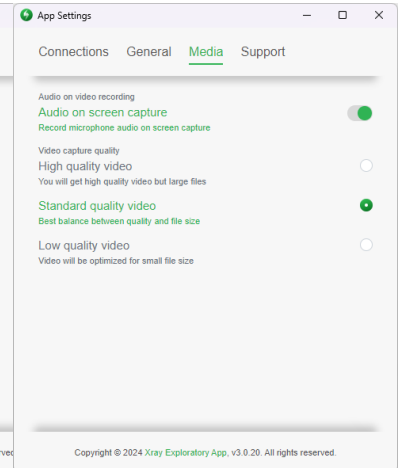 App Settings
Connections General Media Support
Audio on video recording
Audio on screen capture
Record microphone audio on screen capture
Video capture quality
High quality video
You will get high quality video but large files
Standard quality video
Best balance between quality and file size
Low quality video
Video will be optimized for small file size
Copyright © 2024 Xray Exploratory App, v3.0.20. All rights reserved.